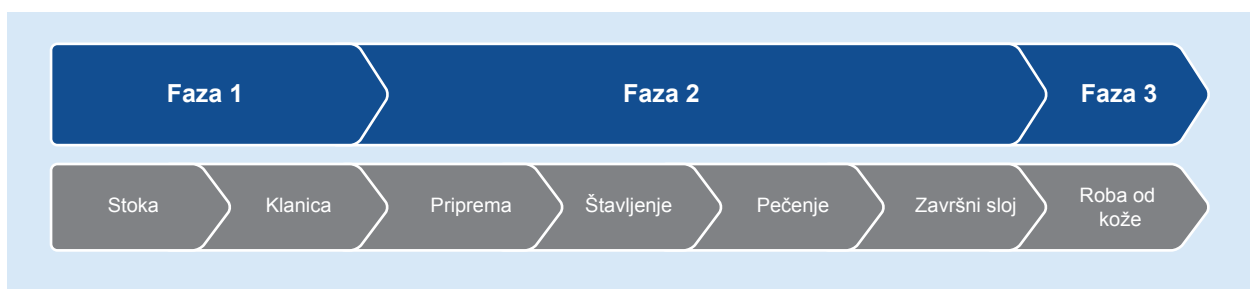 Faza 1
Faza 2
Faza 3
Stoka
Klanica
Priprema
Štavljenje
Pečenje
Završni sloj
Roba od
kože